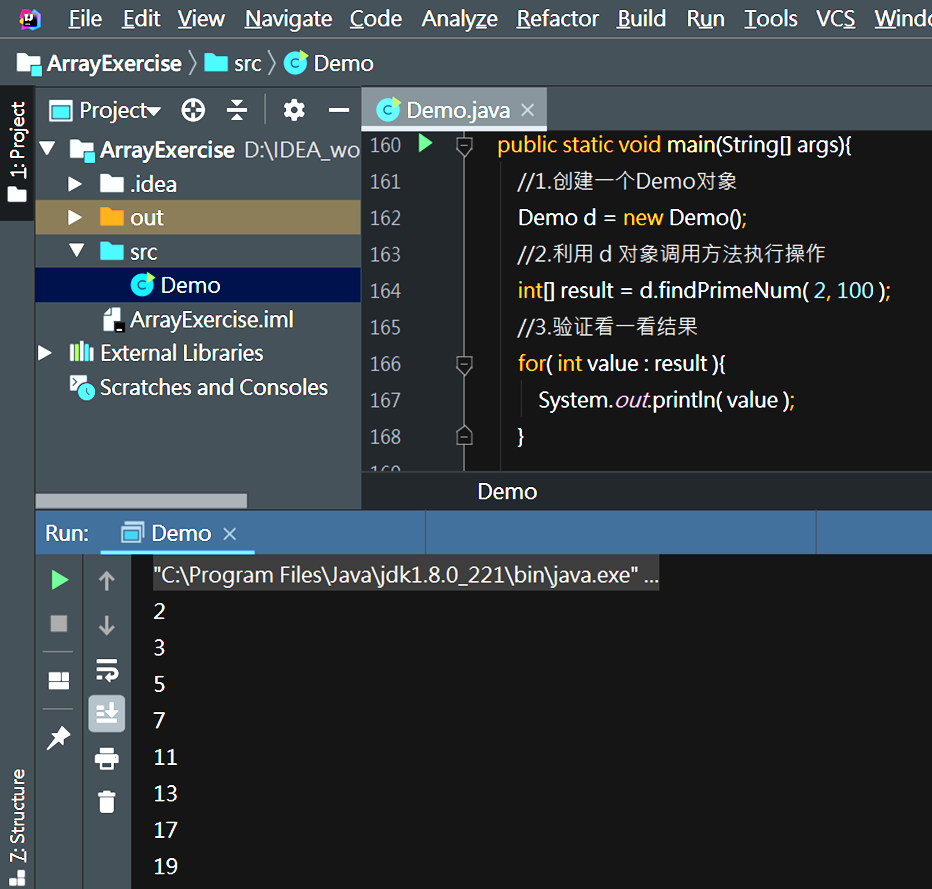 File Edit View Navigate Code Analyze Refactor Build Run Tools VCS
ArrayExercise src Demo
1: Project
Project
Demo.java
ArrayExercise D:\IDEA_wo
.idea
out
src
Demo
ArrayExercise.iml
External Libraries
Scratches and Consoles
160 public static void main(String[] args){
161 //1.创建一个Demo对象
162 Demo d = new Demo();
163 //2.利用 d 对象调用方法执行操作
164 int[] result = d.findPrimeNum( 2, 100 );
165 //3.验证看一看结果
166 for( int value : result ){
167 System.out.println( value );
168 }
Demo
Run: Demo
"C:\Program Files\Java\jdk1.8.0_221\bin\java.exe" ...
2
3
5
7
11
13
17
19
Z: Structure